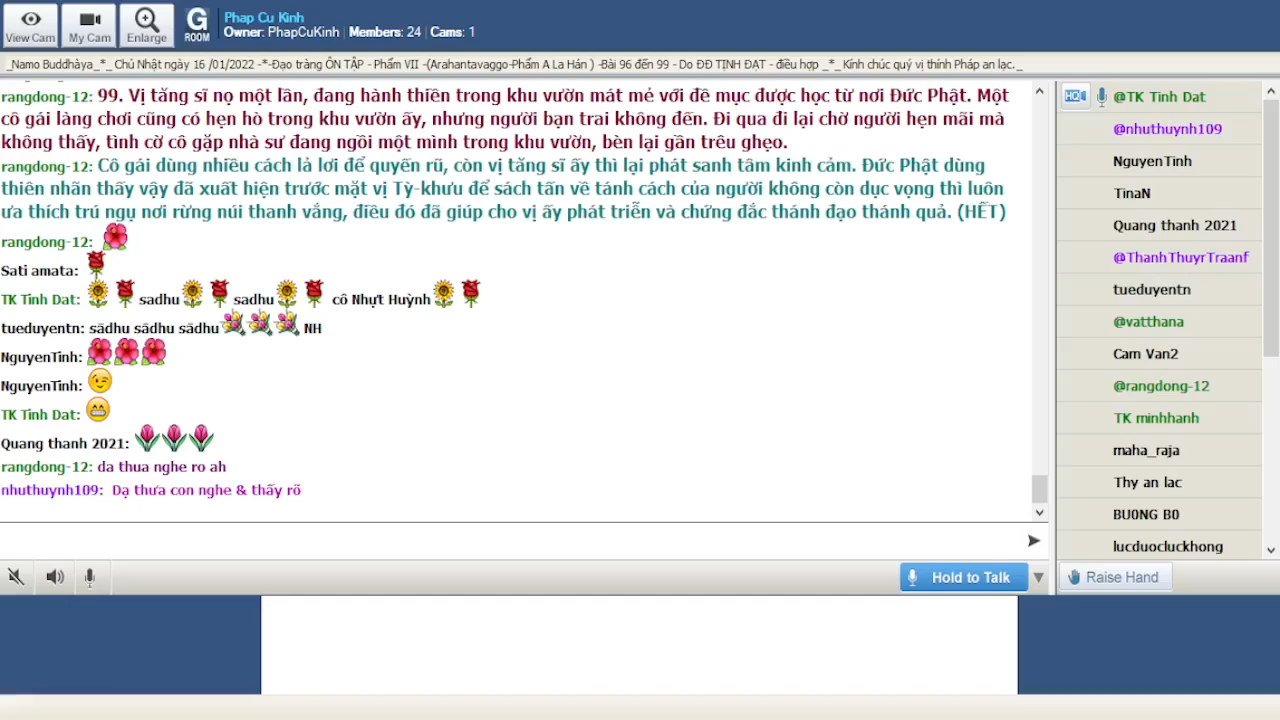 Phap Cu Kinh
Owner: PhapCuKinh | Members: 24 | Cams: 1
View Cam
My Cam
Enlarge
G
ROOM
_Namo Buddhàya_*_ Chủ Nhật ngày 16 /01/2022 -*-Đạo tràng ÔN TẬP - Phẩm VII -(Arahantavaggo-Phẩm A La Hán ) -Bài 96 đến 99 - Do ĐĐ TỊNH ĐẠT - điều hợp _*_ Kính chúc quý vị thính Pháp an lạc._
rangdong-12: 99. Vị tăng sĩ nọ một lần, đang hành thiền trong khu vườn mát mẻ với đề mục được học từ nơi Đức Phật. Một
cô gái làng chơi cũng có hẹn hò trong khu vườn ấy, nhưng người bạn trai không đến. Đi qua đi lại chờ người hẹn mãi mà
không thấy, tình cờ cô gặp nhà sư đang ngồi một mình trong khu vườn, bèn lại gần trêu ghẹo.
rangdong-12: Cô gái dùng nhiều cách lả lơi để quyến rũ, còn vị tăng sĩ ấy thì lại phát sanh tâm kinh cảm. Đức Phật dùng
thiên nhãn thấy vậy đã xuất hiện trước mặt vị Tỳ-khưu để sách tấn về tánh cách của người không còn dục vọng thì luôn
ưa thích trú ngụ nơi rừng núi thanh vắng, điều đó đã giúp cho vị ấy phát triển và chứng đắc thánh đạo thánh quả. (HẾT)
rangdong-12:
Sati amata:
TK Tinh Dat: sadhu sadhu cô Nhựt Huỳnh
tueduyentn: sādhu sādhu sādhu NH
NguyenTinh:
NguyenTinh:
TK Tinh Dat:
Quang thanh 2021:
rangdong-12: da thua nghe ro ah
nhuthuynh109: Dạ thưa con nghe & thấy rõ
Hold to Talk
HQ
@TK Tinh Dat
@nhuthuynh109
NguyenTinh
TinaN
Quang thanh 2021
@ThanhThuyrTraanf
tueduyentn
@vatthana
Cam Van2
@rangdong-12
TK minhhanh
maha_raja
Thy an lac
BU0NG B0
lucduocluckhong
Raise Hand